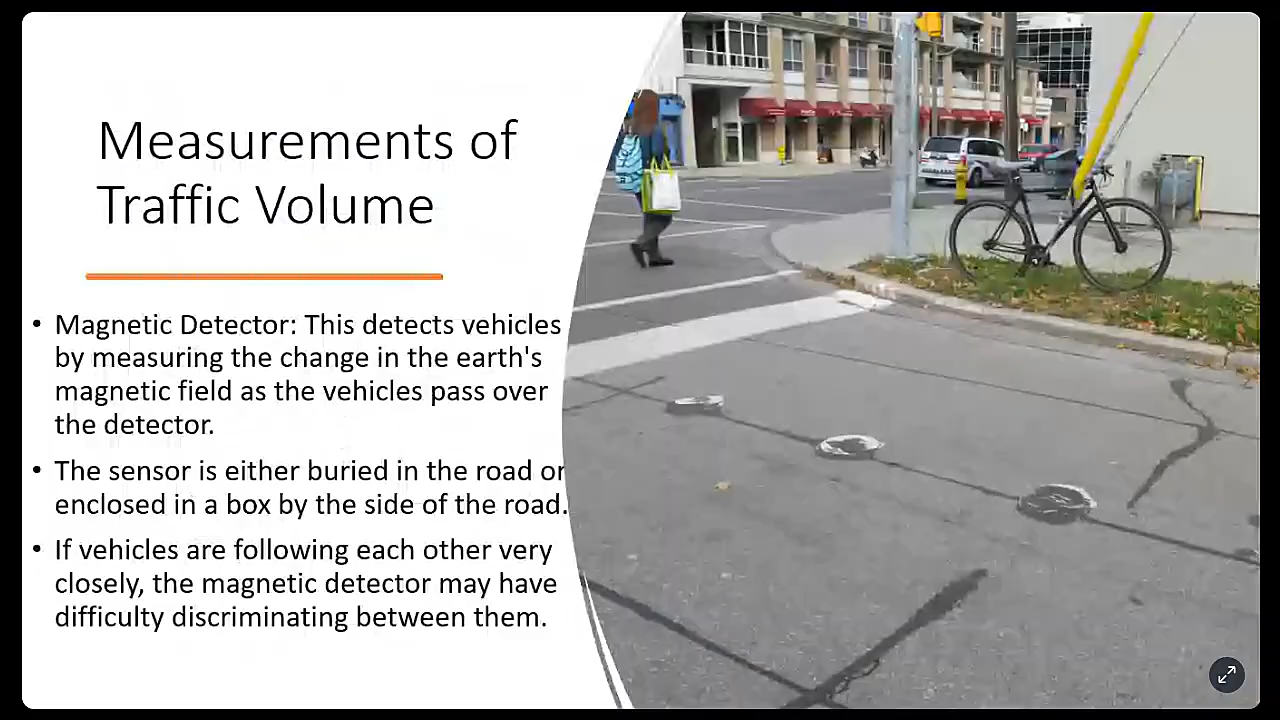 Measurements of
Traffic Volume
• Magnetic Detector: This detects vehicles
by measuring the change in the earth's
magnetic field as the vehicles pass over
the detector.
• The sensor is either buried in the road or
enclosed in a box by the side of the road.
• If vehicles are following each other very
closely, the magnetic detector may have
difficulty discriminating between them.